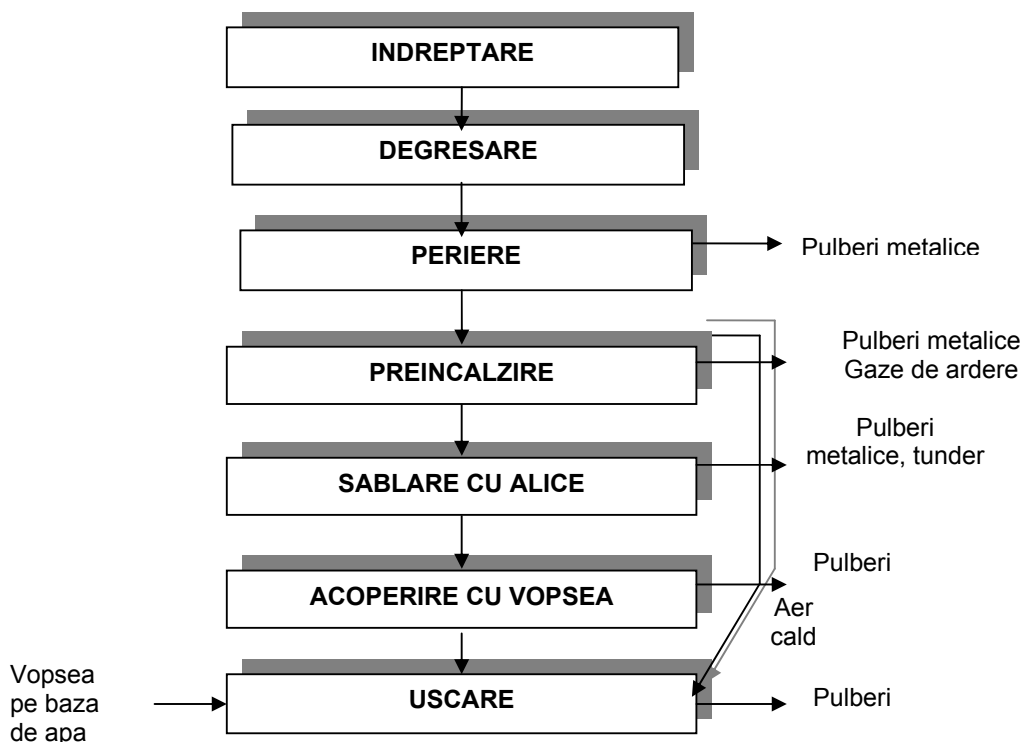 INDREPTARE
DEGRESARE
PERIERE
Pulberi metalice
PREINCALZIRE
Pulberi metalice
Gaze de ardere
SABLARE CU ALICE
Pulberi
metalice, tunder
ACOPERIRE CU VOPSEA
Pulberi
Aer
cald
Vopsea
pe baza
de apa
USCARE
Pulberi